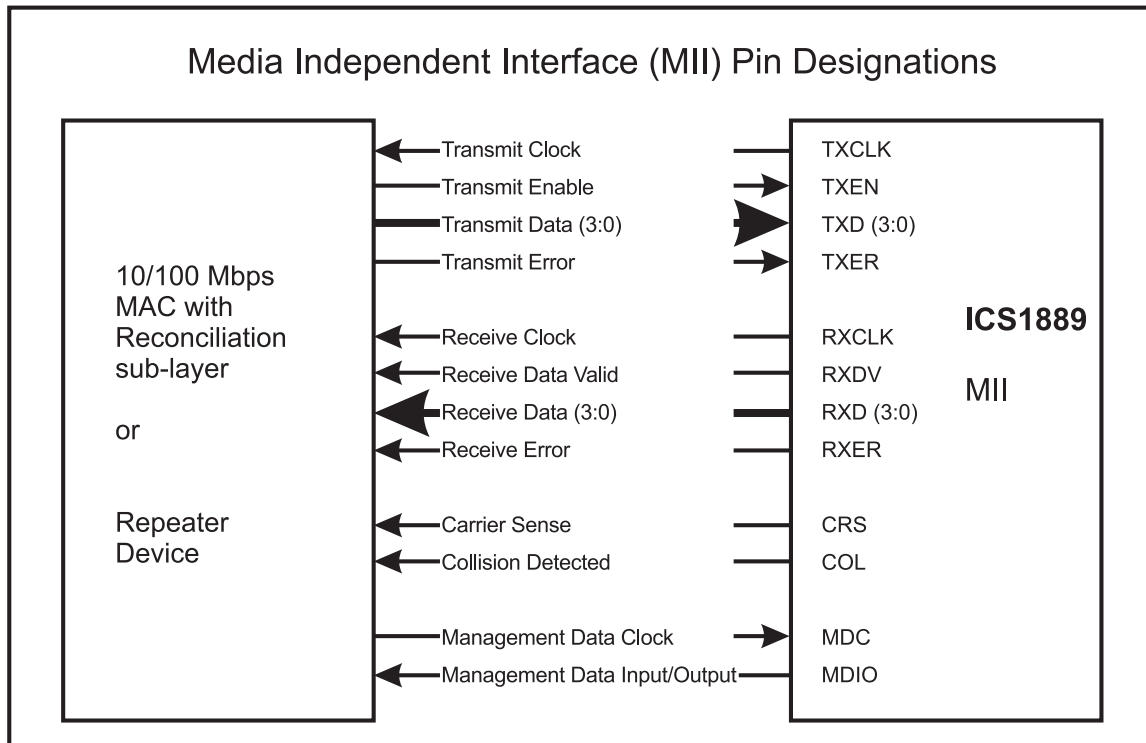 Media Independent Interface (MII) Pin Designations
Transmit Clock TXCLK
Transmit Enable TXEN
Transmit Data (3:0) TXD (3:0)
Transmit Error TXER
10/100 Mbps
MAC with
Reconciliation
sub-layer
or
Repeater
Device
Receive Clock RXCLK
Receive Data Valid RXDV
Receive Data (3:0) RXD (3:0)
Receive Error RXER
Carrier Sense CRS
Collision Detected COL
Management Data Clock MDC
Management Data Input/Output MDIO
ICS1889
MII